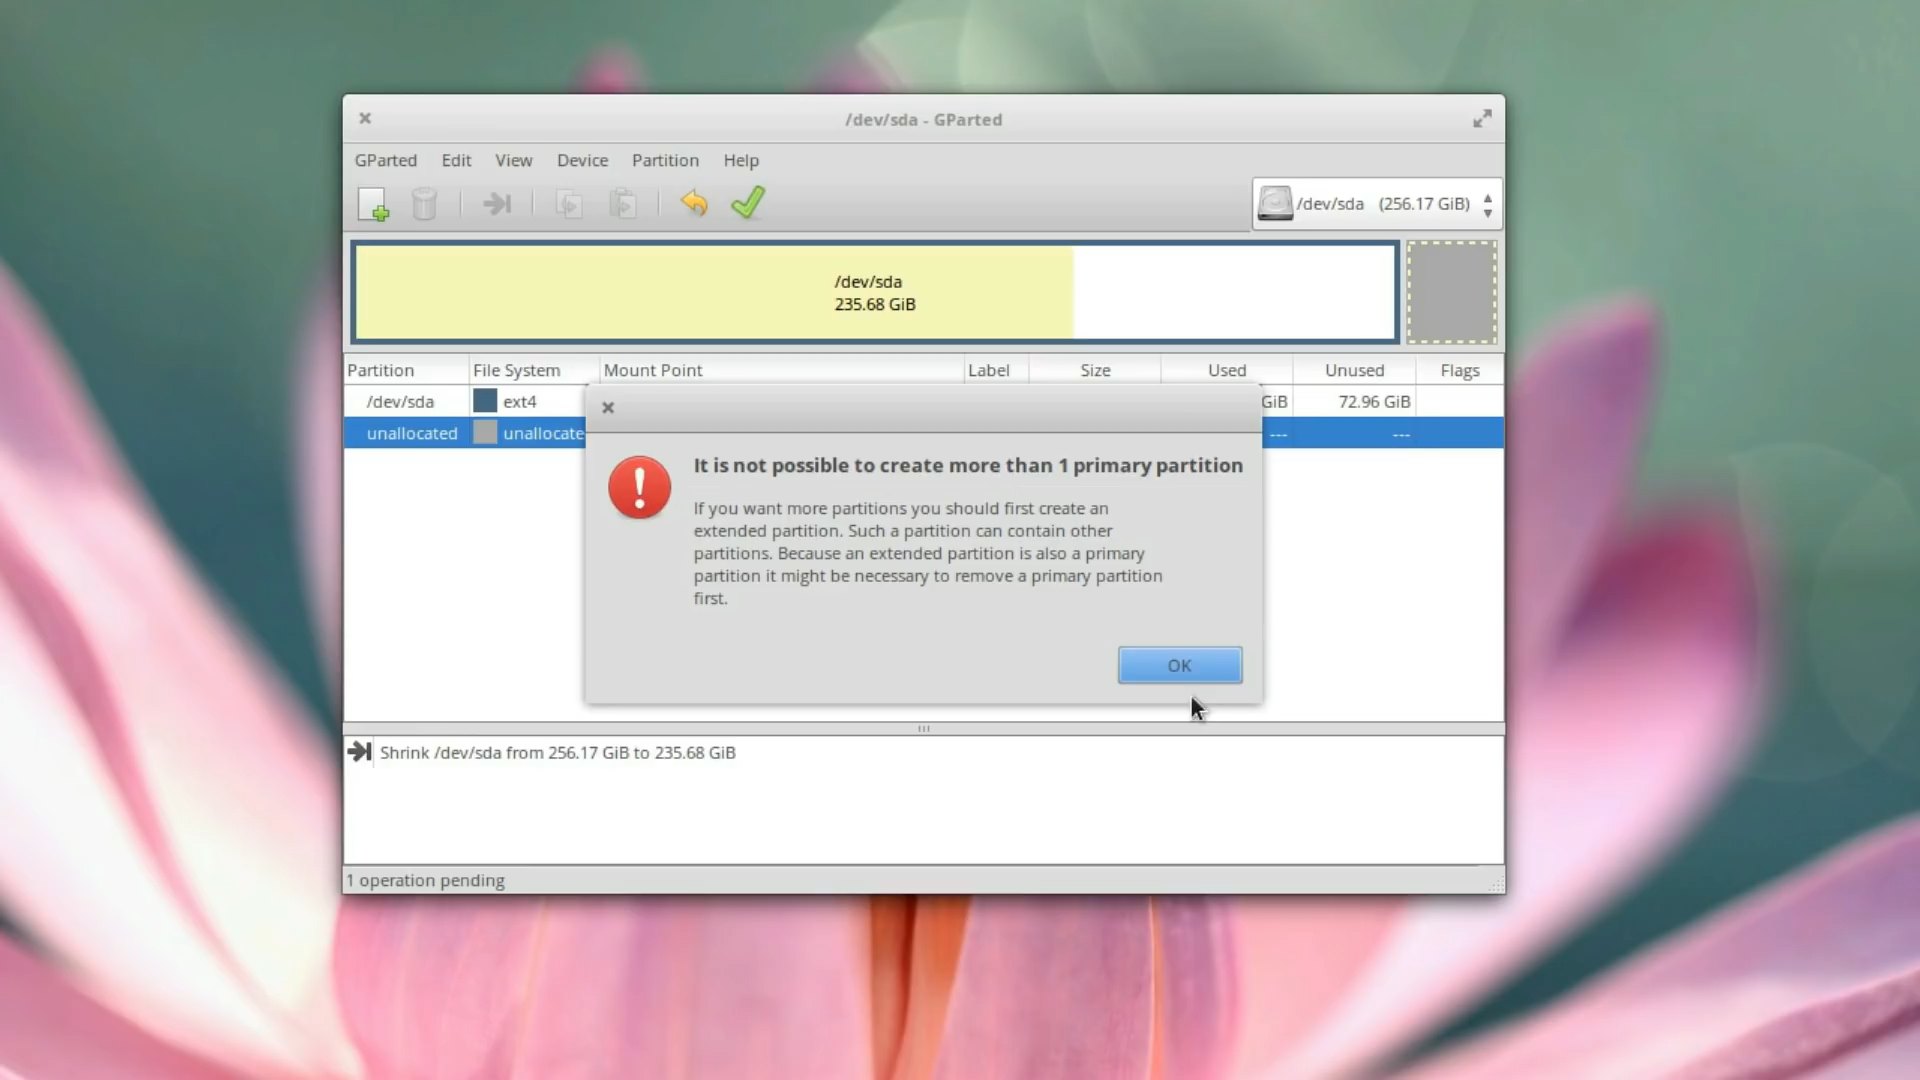 /dev/sda - GParted
GParted Edit View Device Partition Help
/dev/sda (256.17 GiB)
/dev/sda
235.68 GiB
Partition File System Mount Point Label Size Used Unused Flags
/dev/sda ext4 GiB 72.96 GiB
unallocated unallocate --- ---
It is not possible to create more than 1 primary partition
If you want more partitions you should first create an
extended partition. Such a partition can contain other
partitions. Because an extended partition is also a primary
partition it might be necessary to remove a primary partition
first.
OK
Shrink /dev/sda from 256.17 GiB to 235.68 GiB
1 operation pending